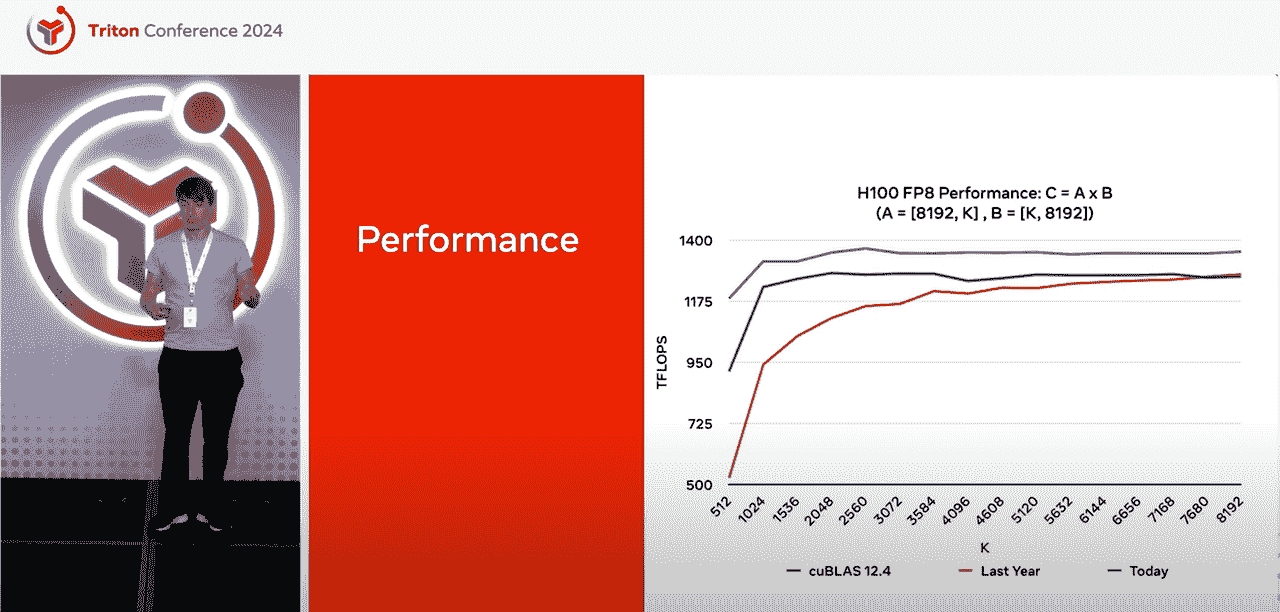 Triton Conference 2024
Performance
H100 FP8 Performance: C = A x B
(A = [8192, K] , B = [K, 8192])
TFLOPS
1400
1175
950
725
500
512
1024
1536
2048
2560
3072
3584
4096
4608
5120
5632
6144
6656
7168
7680
8192
K
cuBLAS 12.4
Last Year
Today